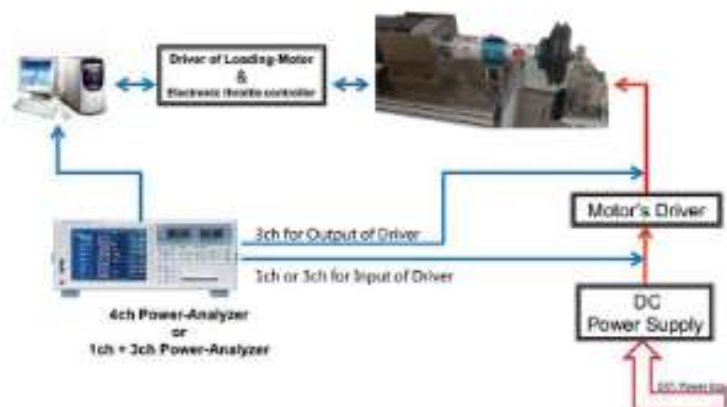 Driver of Loading-Motor
&
Electronic throttle controller
3ch for Output of Driver
Motor's Driver
1ch or 3ch for Input of Driver
4ch Power-Analyzer
or
1ch + 3ch Power-Analyzer
DC
Power Supply